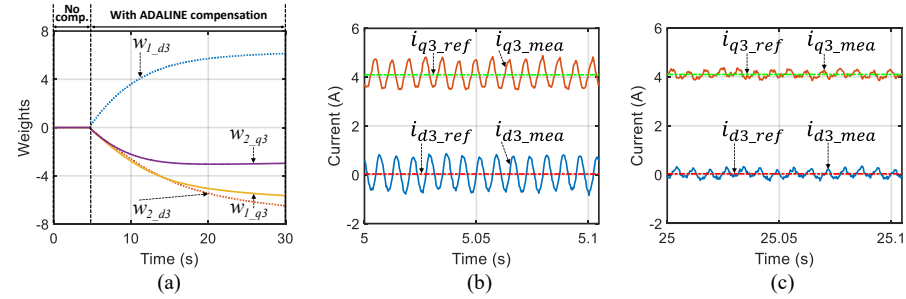 No comp.
With ADALINE compensation
8
4
0
-4
-8
Weights
w1_d3
w2_q3
w2_d3
w1_q3
0
10
20
30
Time (s)
(a)
6
4
2
0
-2
Current (A)
iq3_ref
iq3_mea
id3_ref
id3_mea
5
5.05
5.1
Time (s)
(b)
6
4
2
0
-2
Current (A)
iq3_ref
iq3_mea
id3_ref
id3_mea
25
25.05
25.1
Time (s)
(c)